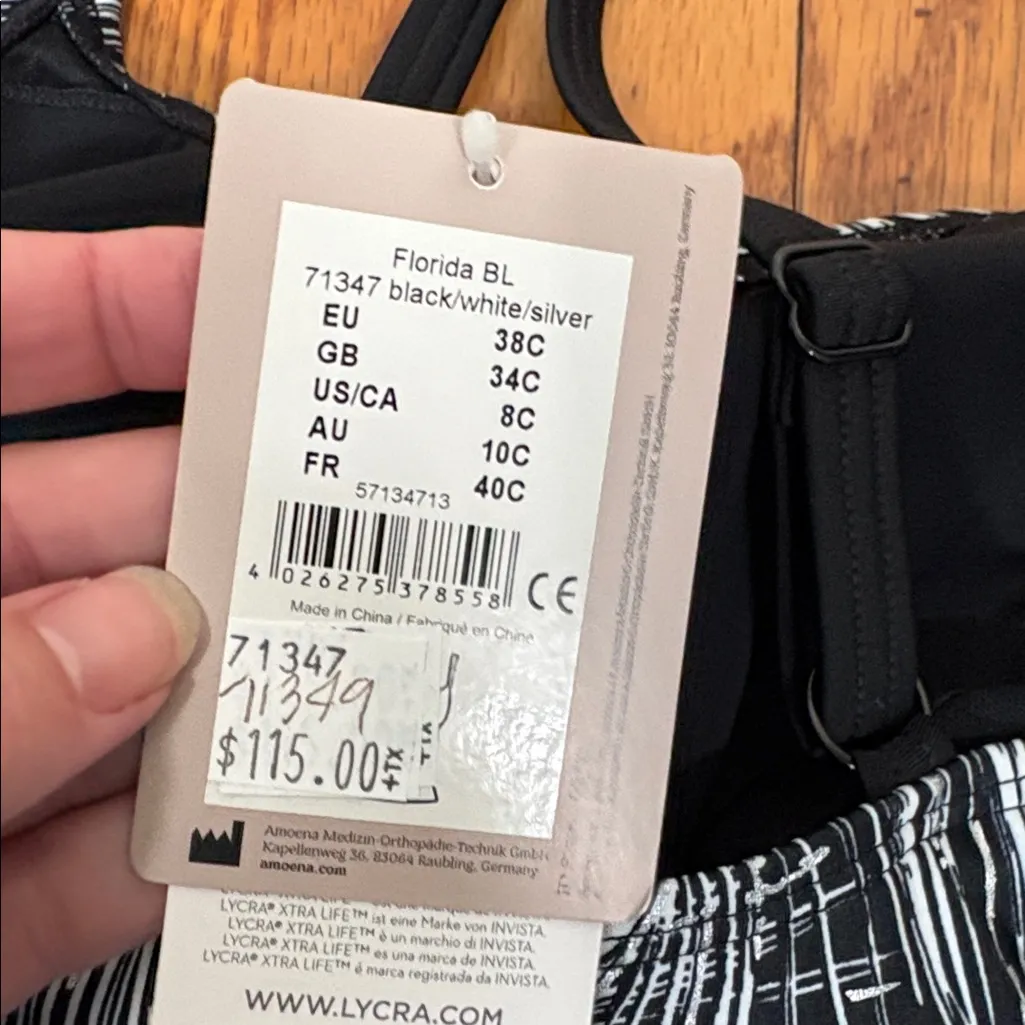 Florida BL
71347 black/white/silver
EU 38C
GB 34C
US/CA 8C
AU 10C
FR 40C
57134713
4 026275 378558
CE
Made in China / Fabriqué en Chine
71347
71349
$115.00+TX
Amoena Medizin-Orthopädie-Technik GmbH
Kapellenweg 36, 83064 Raubling, Germany
amoena.com
LYCRA® XTRA LIFE™ ist eine Marke von INVISTA.
LYCRA® XTRA LIFE™ è un marchio di INVISTA.
LYCRA® XTRA LIFE™ es una marca de INVISTA.
LYCRA® XTRA LIFE™ é marca registrada da INVISTA.
WWW.LYCRA.COM